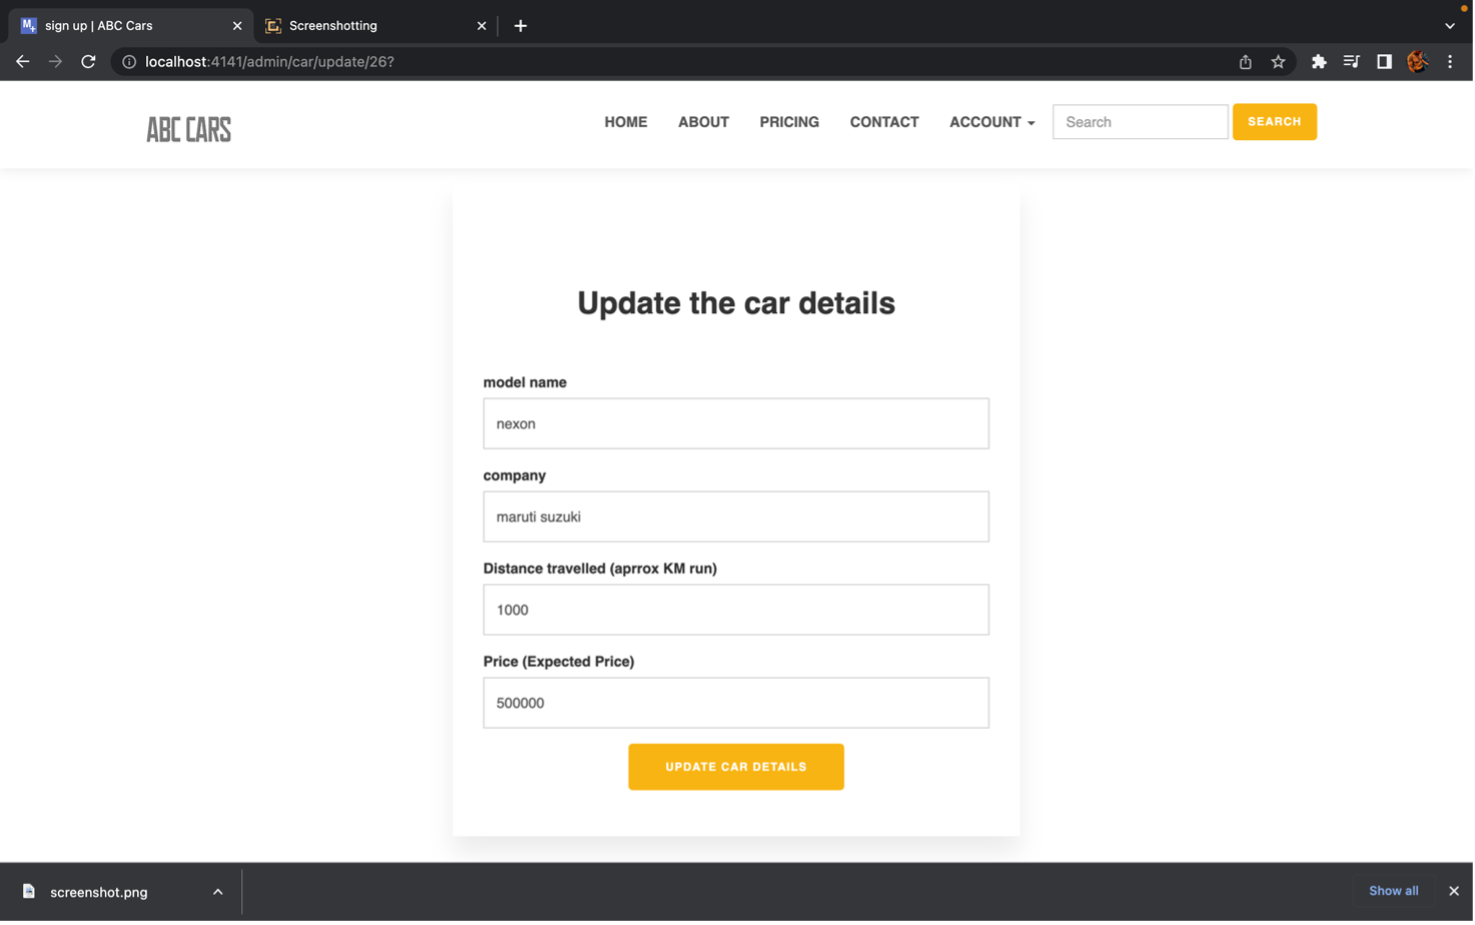 sign up | ABC Cars
Screenshotting
localhost:4141/admin/car/update/26?
ABC CARS
HOME ABOUT PRICING CONTACT ACCOUNT Search SEARCH
Update the car details
model name
nexon
company
maruti suzuki
Distance travelled (aprrox KM run)
1000
Price (Expected Price)
500000
UPDATE CAR DETAILS
screenshot.png
Show all